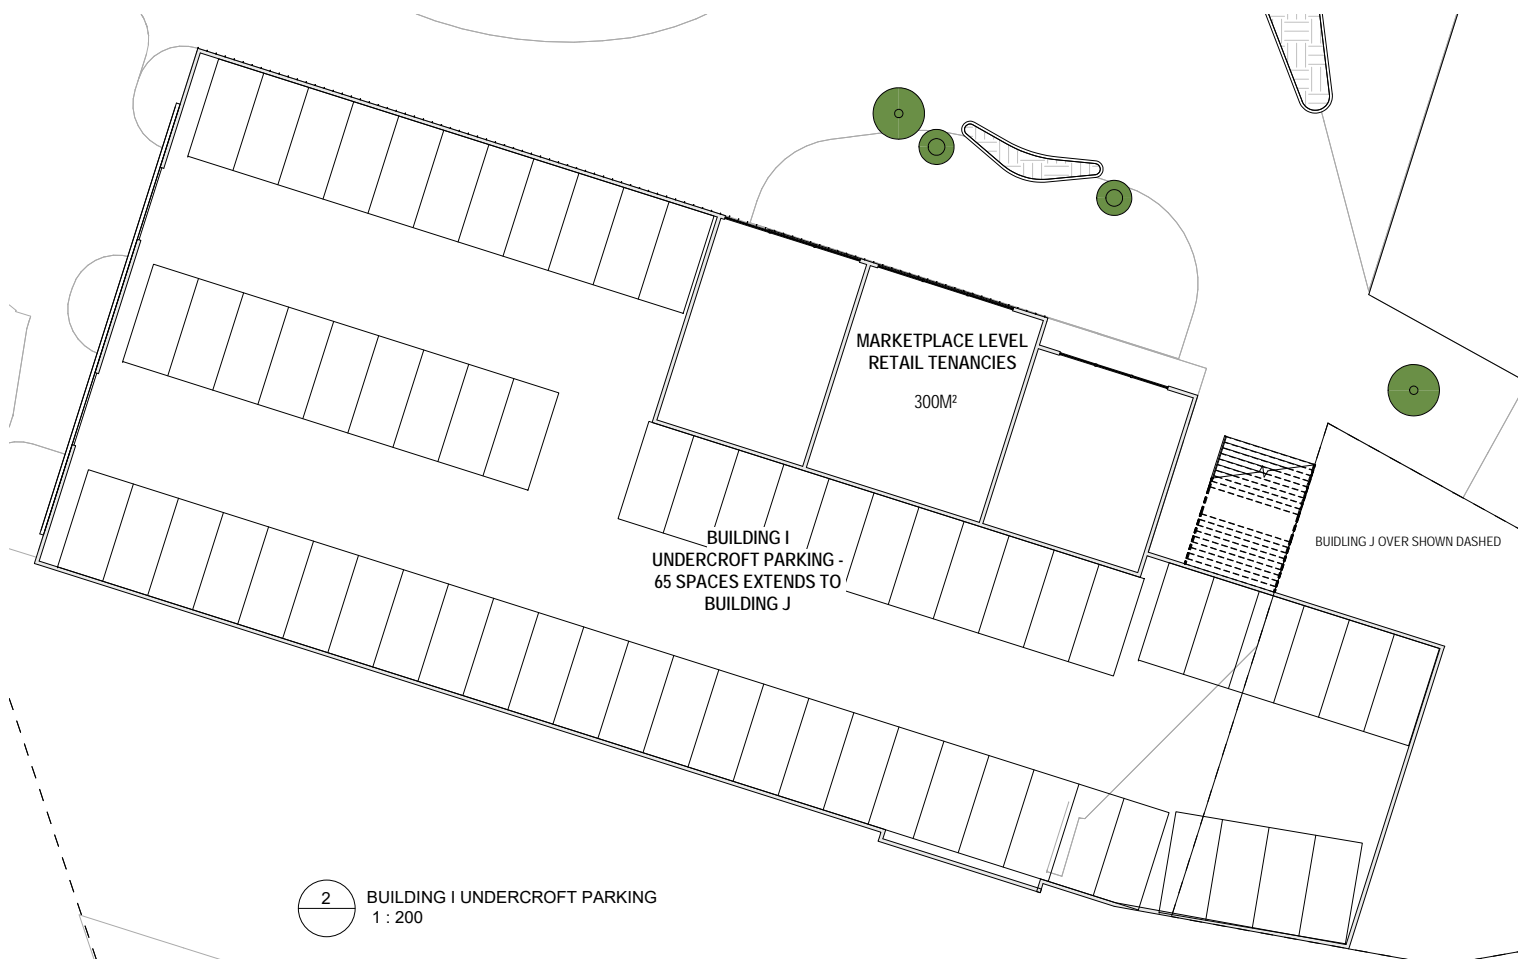 MARKETPLACE LEVEL
RETAIL TENANCIES
300M²
BUILDING I
UNDERCROFT PARKING -
65 SPACES EXTENDS TO
BUILDING J
BUIDLING J OVER SHOWN DASHED
2
BUILDING I UNDERCROFT PARKING
1 : 200